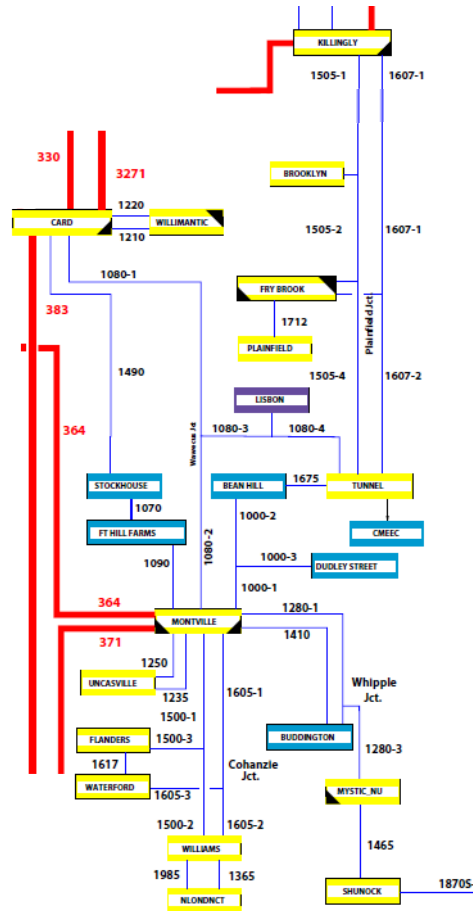 KILLINGLY
1505-1
1607-1
330
3271
BROOKLYN
1220
CARD
WILLIMANTIC
1210
1505-2
1607-1
1080-1
FRY BROOK
383
1712
Plainfield Jct.
PLAINFIELD
1490
1505-4
1607-2
364
LISBON
1080-3
1080-4
STOCKHOUSE
BEAN HILL
1675
TUNNEL
1070
1000-2
FT HILL FARMS
CMEEC
1080-2
1090
1000-3
DUDLEY STREET
1000-1
364
1280-1
MONTVILLE
371
1410
1250
UNCASVILLE
1235
1605-1
Whipple
Jct.
1500-1
FLANDERS
1500-3
BUDDINGTON
1617
Cohanzie
Jct.
1280-3
WATERFORD
1605-3
MYSTIC_NU
1500-2
1605-2
WILLIAMS
1465
1985
1365
NLONDNCT
SHUNOCK
1870S-